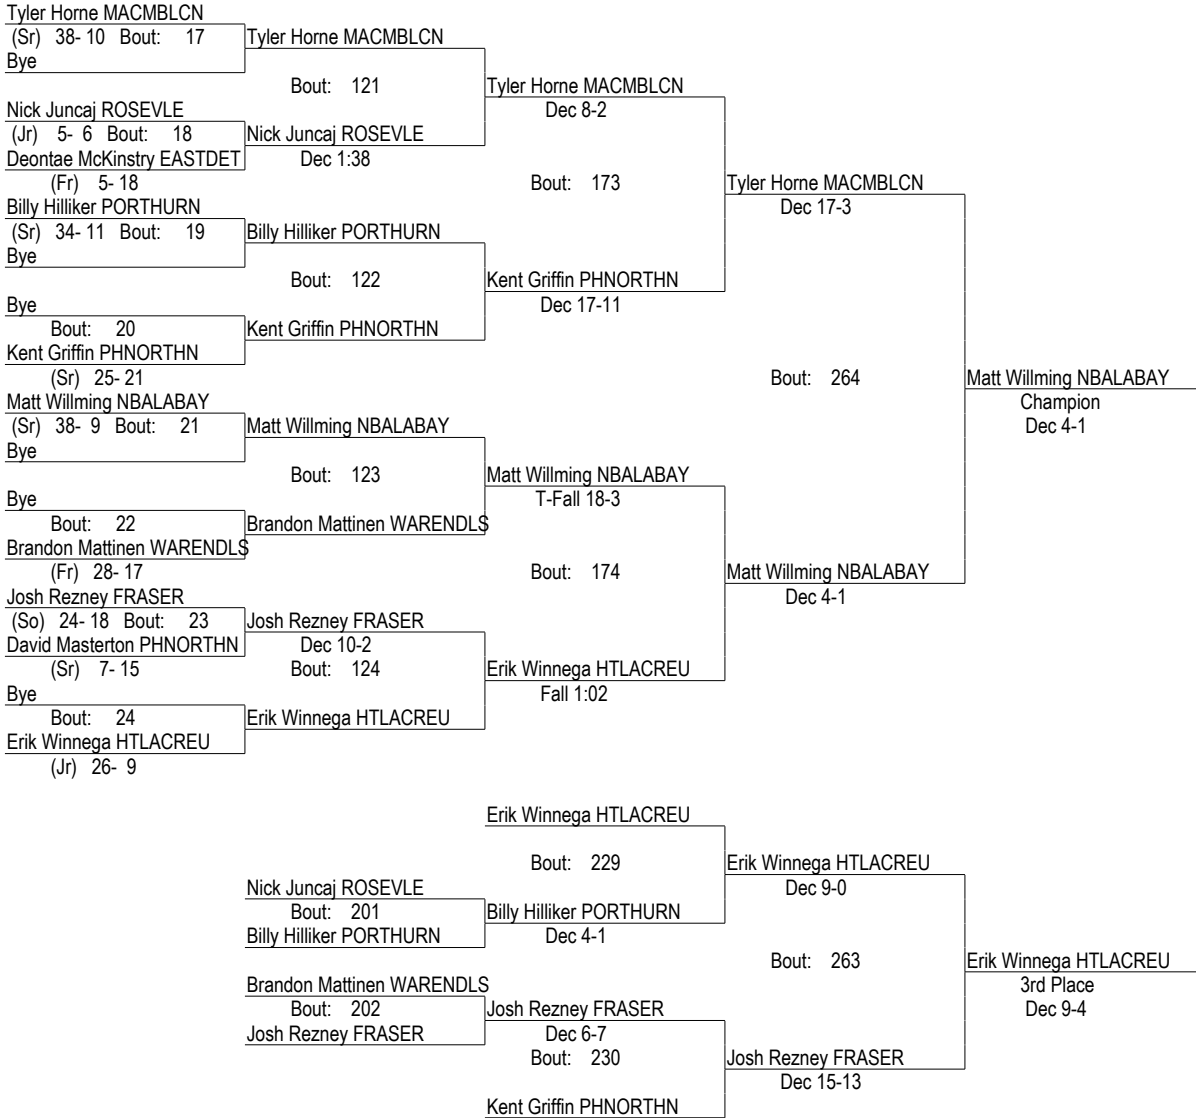 Tyler Horne MACMBLCN
(Sr) 38- 10 Bout: 17 Tyler Horne MACMBLCN
Bye
Bout: 121 Tyler Horne MACMBLCN
Nick Juncaj ROSEVLE Dec 8-2
(Jr) 5- 6 Bout: 18 Nick Juncaj ROSEVLE
Deontae McKinstry EASTDET Dec 1:38
(Fr) 5- 18 Bout: 173 Tyler Horne MACMBLCN
Billy Hilliker PORTHURN Dec 17-3
(Sr) 34- 11 Bout: 19 Billy Hilliker PORTHURN
Bye
Bout: 122 Kent Griffin PHNORTHN
Bye Dec 17-11
Bout: 20 Kent Griffin PHNORTHN
Kent Griffin PHNORTHN
(Sr) 25- 21 Bout: 264 Matt Willming NBALABAY
Matt Willming NBALABAY Champion
(Sr) 38- 9 Bout: 21 Matt Willming NBALABAY Dec 4-1
Bye
Bout: 123 Matt Willming NBALABAY
Bye T-Fall 18-3
Bout: 22 Brandon Mattinen WARENDLS
Brandon Mattinen WARENDLS
(Fr) 28- 17 Bout: 174 Matt Willming NBALABAY
Josh Rezney FRASER Dec 4-1
(So) 24- 18 Bout: 23 Josh Rezney FRASER
David Masterton PHNORTHN Dec 10-2
(Sr) 7- 15 Bout: 124 Erik Winnega HTLACREU
Bye Fall 1:02
Bout: 24 Erik Winnega HTLACREU
Erik Winnega HTLACREU
(Jr) 26- 9
Erik Winnega HTLACREU
Bout: 229 Erik Winnega HTLACREU
Nick Juncaj ROSEVLE Dec 9-0
Bout: 201 Billy Hilliker PORTHURN
Billy Hilliker PORTHURN Dec 4-1
Bout: 263 Erik Winnega HTLACREU
Brandon Mattinen WARENDLS 3rd Place
Bout: 202 Josh Rezney FRASER Dec 9-4
Josh Rezney FRASER Dec 6-7
Bout: 230 Josh Rezney FRASER
Dec 15-13
Kent Griffin PHNORTHN